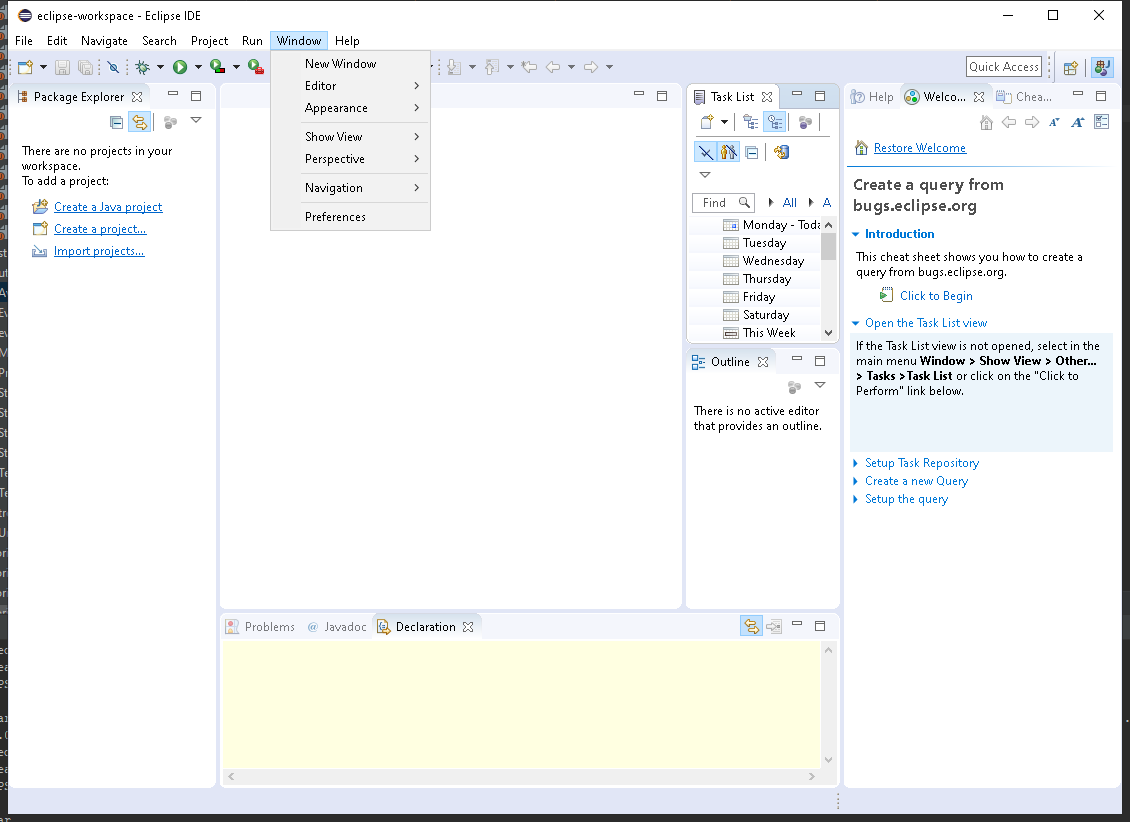 eclipse-workspace - Eclipse IDE
File Edit Navigate Search Project Run Window Help
Quick Access
New Window
Editor
Appearance
Show View
Perspective
Navigation
Preferences
Package Explorer
There are no projects in your
workspace.
To add a project:
Create a Java project
Create a project...
Import projects...
Task List
Find
All
A
Monday - Toda
Tuesday
Wednesday
Thursday
Friday
Saturday
This Week
Outline
There is no active editor
that provides an outline.
Help Welco... Chea...
Restore Welcome
Create a query from
bugs.eclipse.org
Introduction
This cheat sheet shows you how to create a
query from bugs.eclipse.org.
Click to Begin
Open the Task List view
If the Task List view is not opened, select in the
main menu Window > Show View > Other...
> Tasks >Task List or click on the "Click to
Perform" link below.
Setup Task Repository
Create a new Query
Setup the query
Problems @ Javadoc Declaration